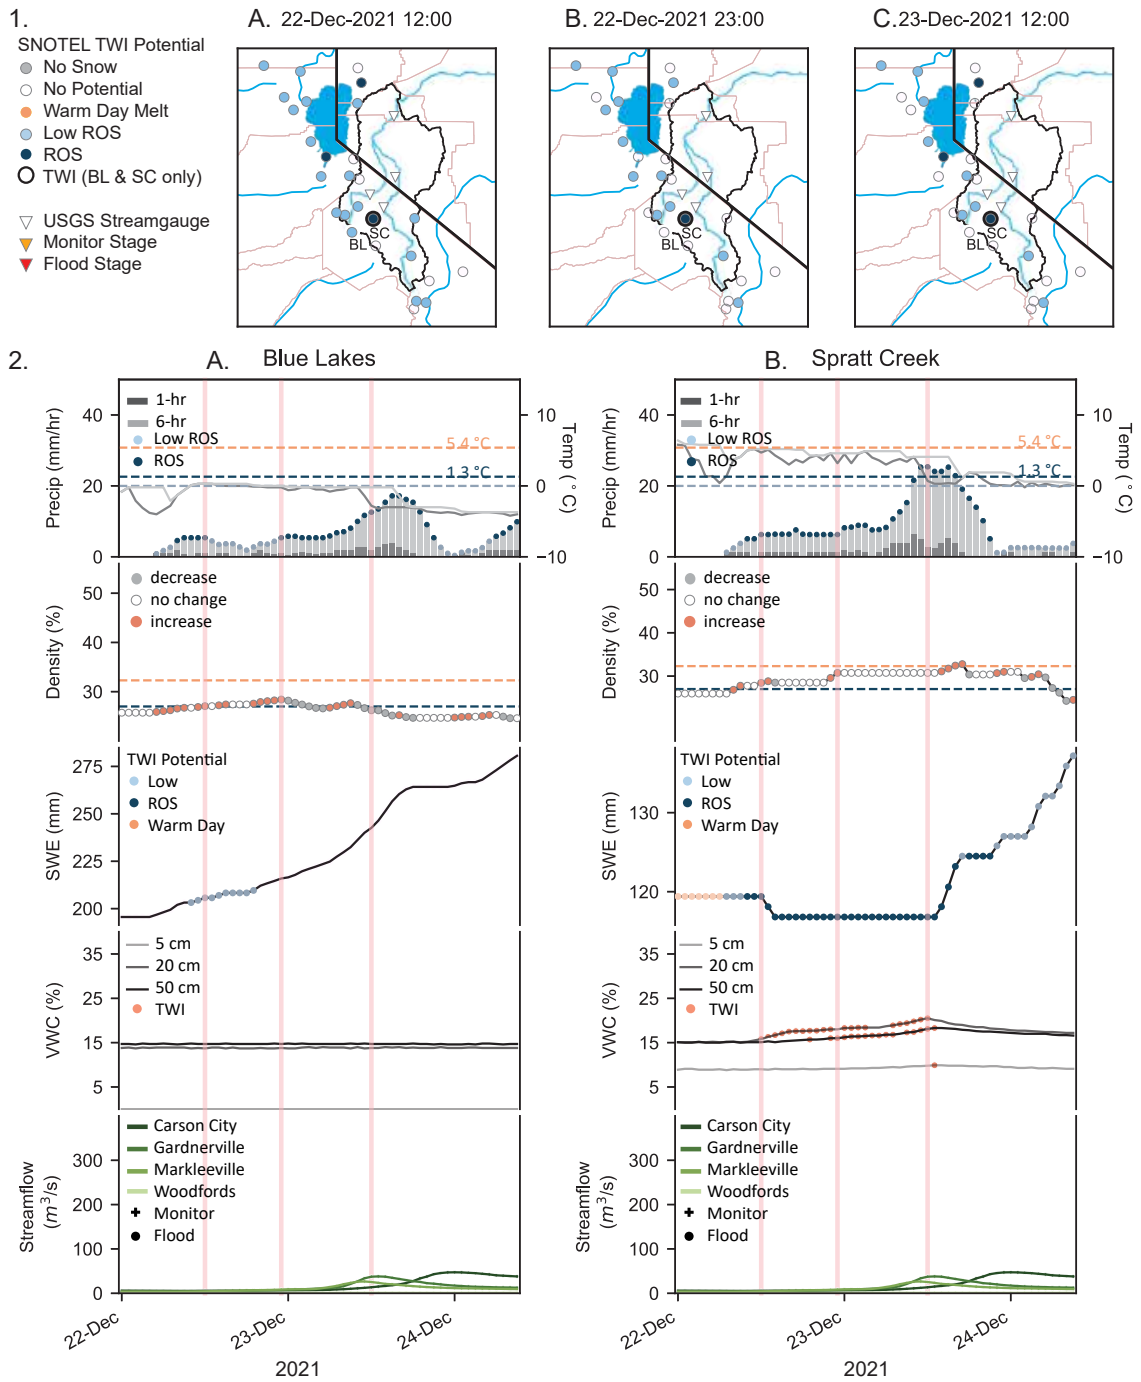 1.
A. 22-Dec-2021 12:00
B. 22-Dec-2021 23:00
C. 23-Dec-2021 12:00
SNOTEL TWI Potential
No Snow
No Potential
Warm Day Melt
Low ROS
ROS
TWI (BL & SC only)
USGS Streamgauge
Monitor Stage
Flood Stage
SC
BL
SC
BL
SC
BL
2.
A. Blue Lakes
B. Spratt Creek
Precip (mm/hr)
40
20
0
1-hr
6-hr
Low ROS
ROS
5.4 °C
1.3 °C
10
0
−10
Temp (°C)
Precip (mm/hr)
40
20
0
1-hr
6-hr
Low ROS
ROS
5.4 °C
1.3 °C
10
0
−10
Temp (°C)
Density (%)
50
40
30
decrease
no change
increase
Density (%)
50
40
30
decrease
no change
increase
SWE (mm)
275
250
225
200
TWI Potential
Low
ROS
Warm Day
SWE (mm)
130
120
TWI Potential
Low
ROS
Warm Day
VWC (%)
35
25
15
5
5 cm
20 cm
50 cm
TWI
VWC (%)
35
25
15
5
5 cm
20 cm
50 cm
TWI
Streamflow
(m³/s)
300
200
100
0
Carson City
Gardnerville
Markleeville
Woodfords
Monitor
Flood
Streamflow
(m³/s)
300
200
100
0
Carson City
Gardnerville
Markleeville
Woodfords
Monitor
Flood
22-Dec
23-Dec
24-Dec
2021
22-Dec
23-Dec
24-Dec
2021